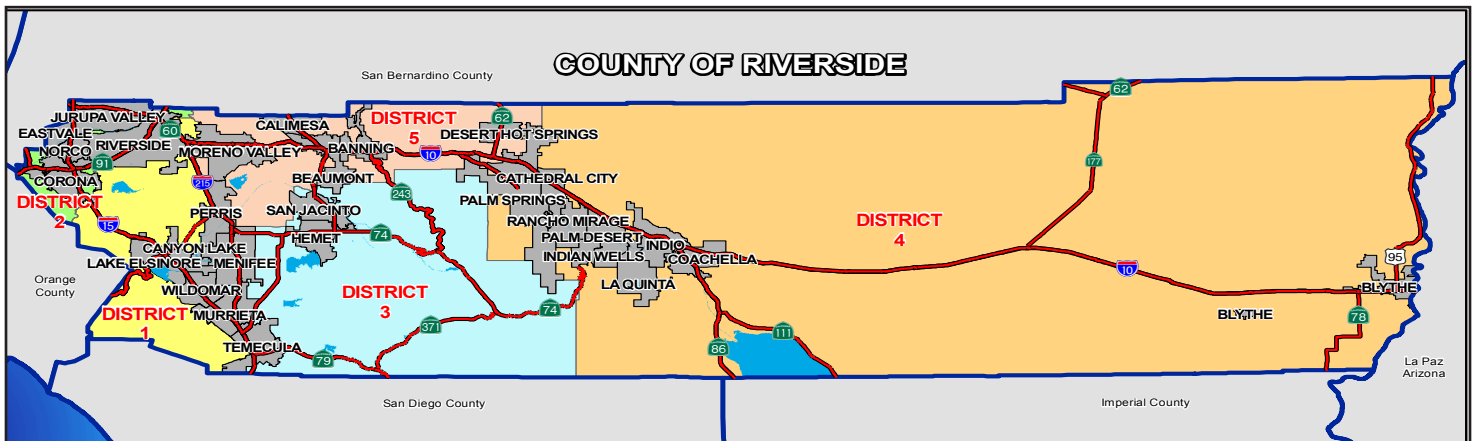 COUNTY OF RIVERSIDE
San Bernardino County
62
JURUPA VALLEY
EASTVALE
60
CALIMESA
DISTRICT
5
62
DESERT HOT SPRINGS
NORCO
RIVERSIDE
91
MORENO VALLEY
BANNING
10
177
CORONA
215
BEAUMONT
243
CATHEDRAL CITY
DISTRICT
2
15
PERRIS
SAN JACINTO
PALM SPRINGS
RANCHO MIRAGE
DISTRICT
4
HEMET
74
PALM DESERT
INDIO
CANYON LAKE
LAKE ELSINORE
MENIFEE
INDIAN WELLS
COACHELLA
10
95
Orange
County
WILDOMAR
DISTRICT
3
LA QUINTA
BLYTHE
DISTRICT
1
MURRIETA
74
371
BLYTHE
78
TEMECULA
79
86
111
La Paz
Arizona
San Diego County
Imperial County